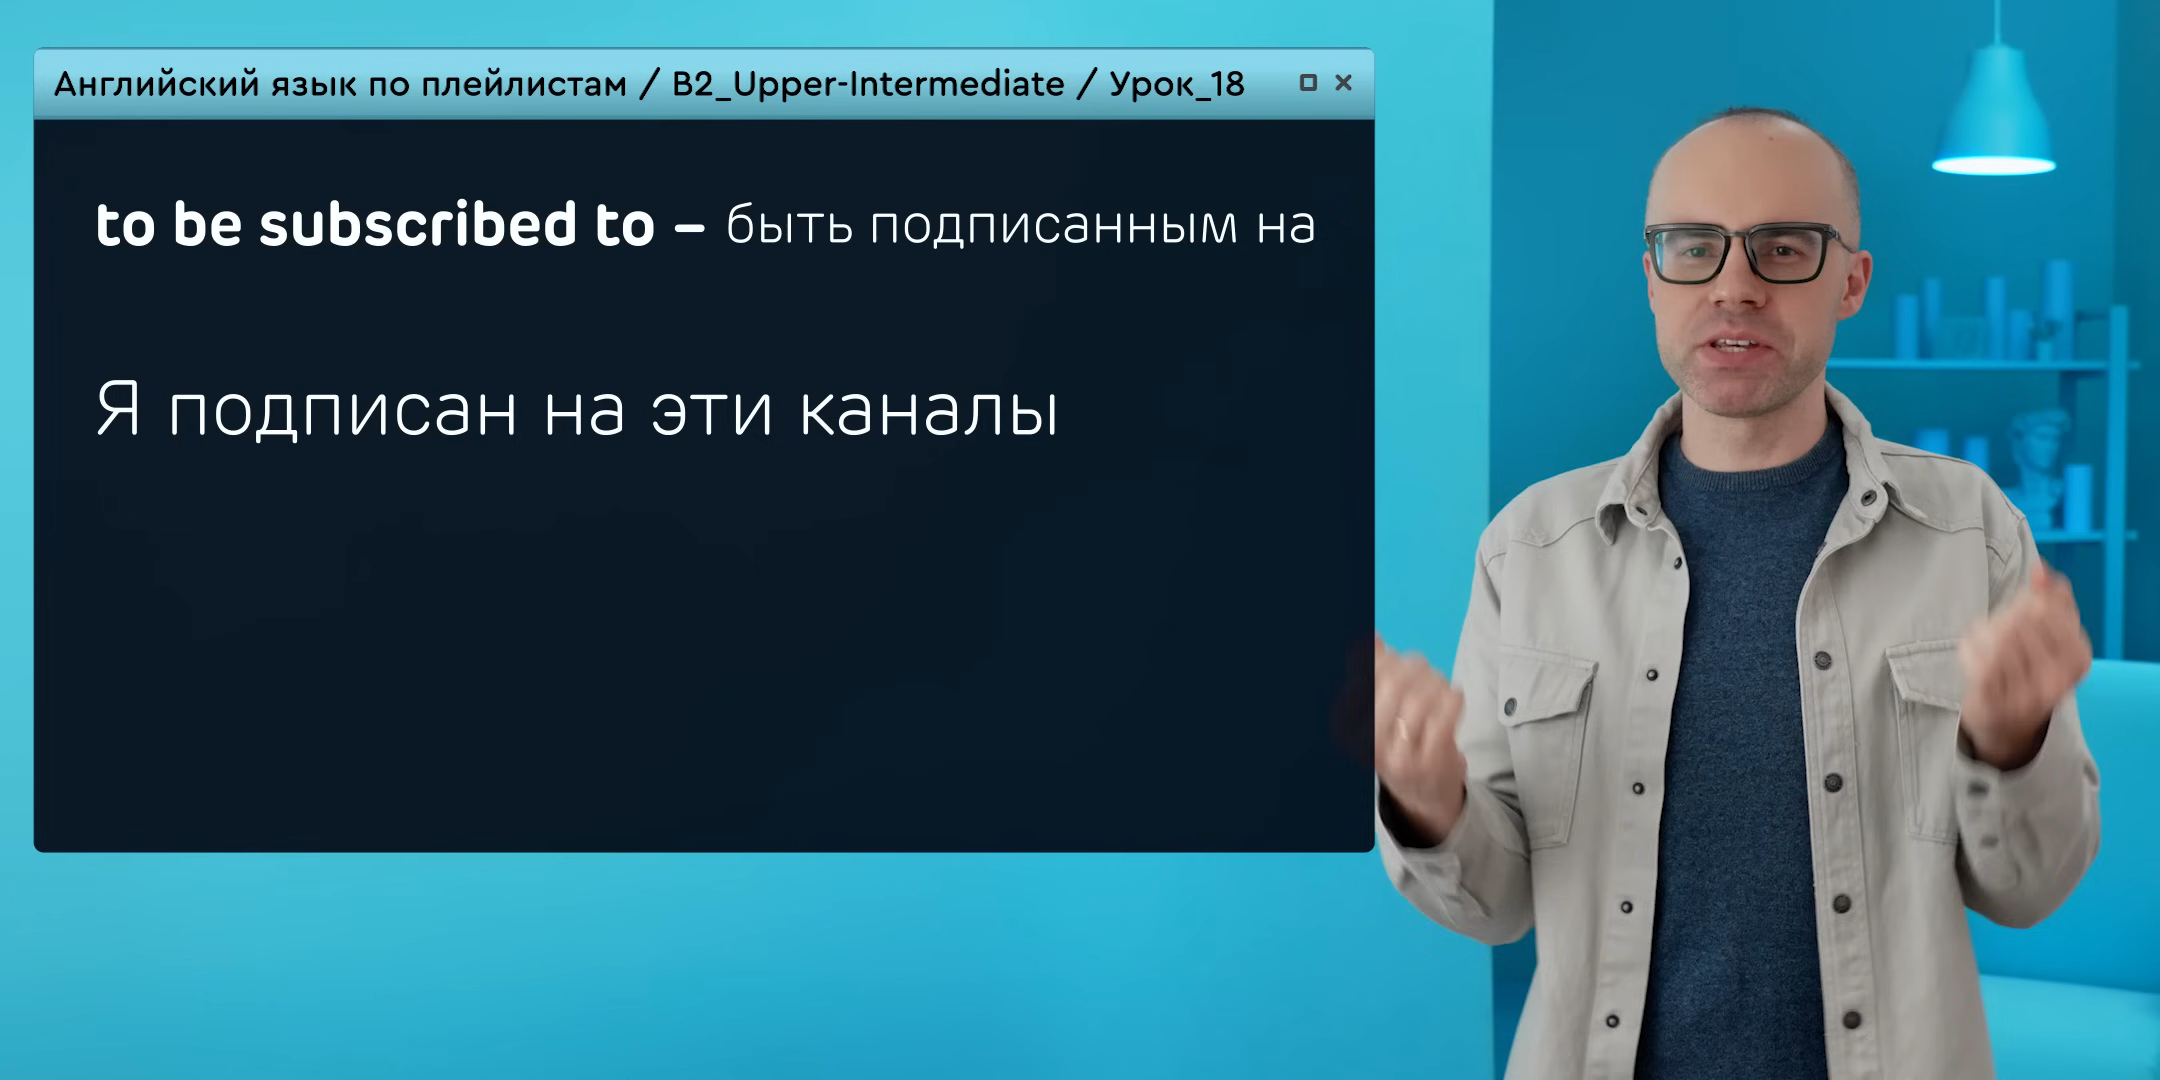 Английский язык по плейлистам / B2_Upper-Intermediate / Урок_18
to be subscribed to – быть подписанным на
Я подписан на эти каналы